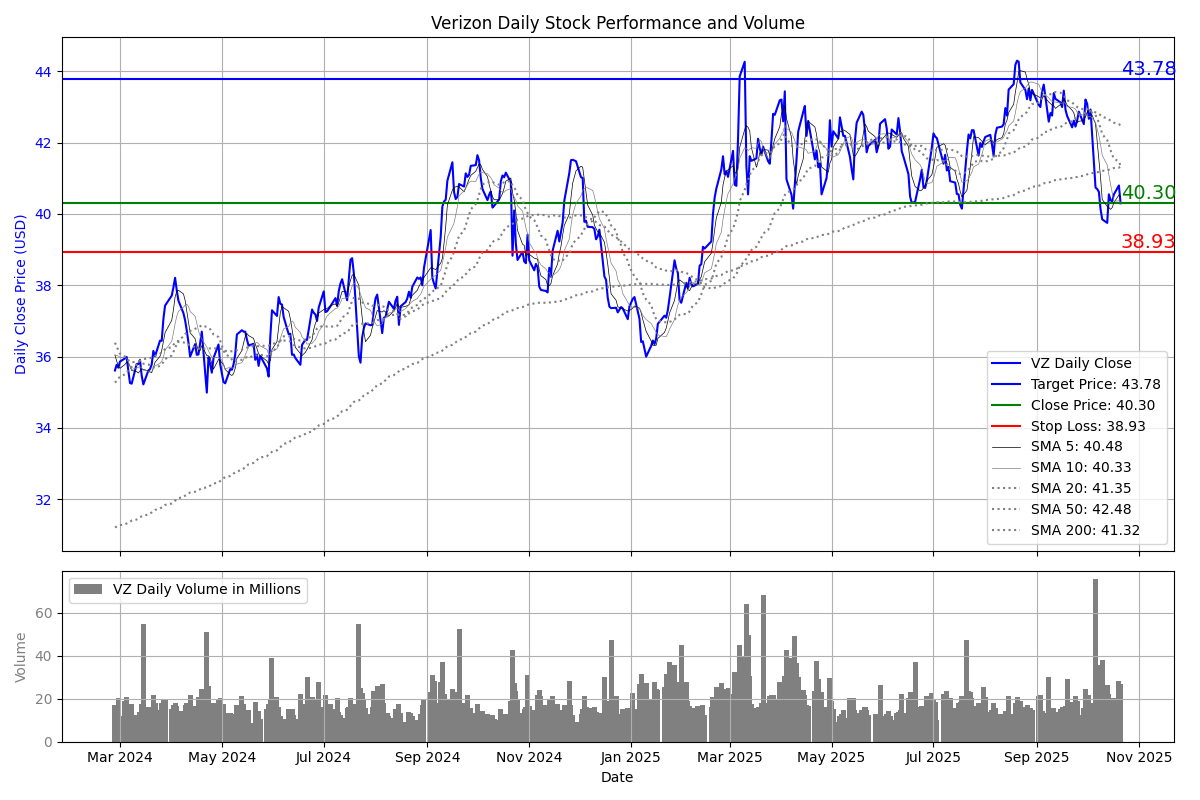 Verizon Daily Stock Performance and Volume
Daily Close Price (USD)
44
42
40
38
36
34
32
43.78
40.30
38.93
VZ Daily Close
Target Price: 43.78
Close Price: 40.30
Stop Loss: 38.93
SMA 5: 40.48
SMA 10: 40.33
SMA 20: 41.35
SMA 50: 42.48
SMA 200: 41.32
VZ Daily Volume in Millions
Volume
60
40
20
0
Mar 2024 May 2024 Jul 2024 Sep 2024 Nov 2024 Jan 2025 Mar 2025 May 2025 Jul 2025 Sep 2025 Nov 2025
Date